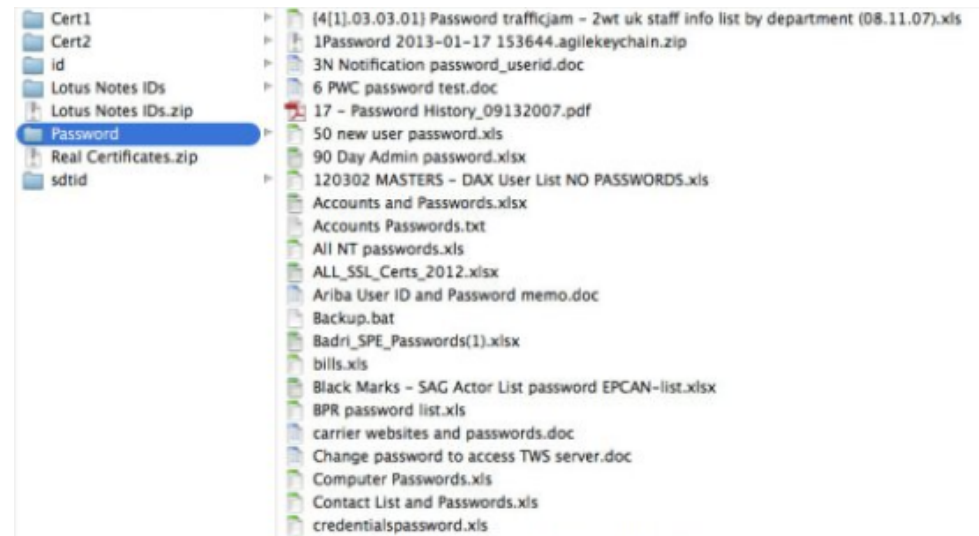 Cert1
Cert2
id
Lotus Notes IDs
Lotus Notes IDs.zip
Password
Real Certificates.zip
sdtid
{4[1].03.03.01} Password trafficjam - 2wt uk staff info list by department (08.11.07).xls
1Password 2013-01-17 153644.agilekeychain.zip
3N Notification password_userid.doc
6 PWC password test.doc
17 - Password History_09132007.pdf
50 new user password.xls
90 Day Admin password.xlsx
120302 MASTERS - DAX User List NO PASSWORDS.xls
Accounts and Passwords.xlsx
Accounts Passwords.txt
All NT passwords.xls
ALL_SSL_Certs_2012.xlsx
Ariba User ID and Password memo.doc
Backup.bat
Badri_SPE_Passwords(1).xlsx
bills.xls
Black Marks - SAG Actor List password EPCAN-list.xlsx
BPR password list.xls
carrier websites and passwords.doc
Change password to access TWS server.doc
Computer Passwords.xls
Contact List and Passwords.xls
credentialspassword.xls